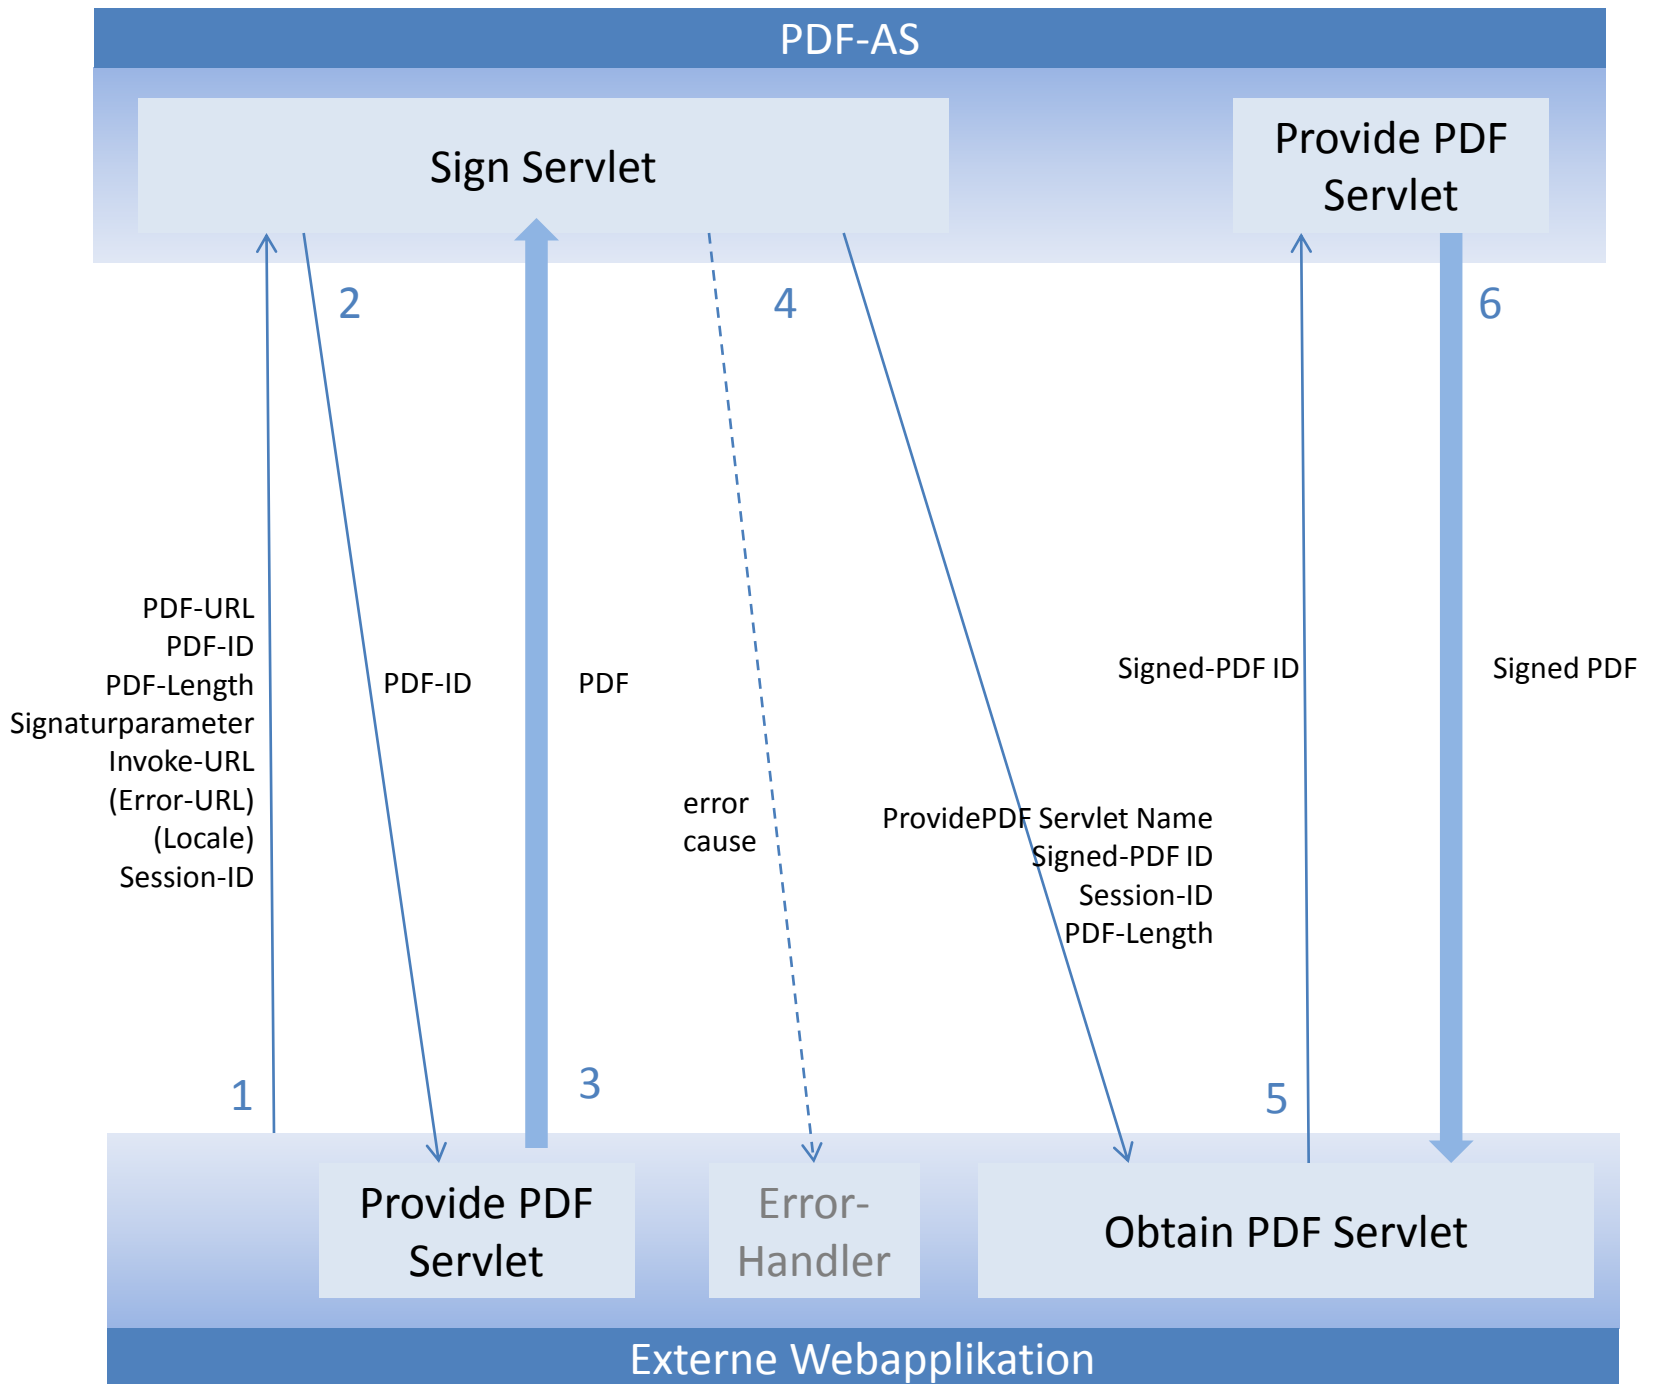 PDF-AS
Sign Servlet
Provide PDF
Servlet
2
4
6
PDF-URL
PDF-ID
PDF-Length
Signaturparameter
Invoke-URL
(Error-URL)
(Locale)
Session-ID
PDF-ID
PDF
error
cause
ProvidePDF Servlet Name
Signed-PDF ID
Session-ID
PDF-Length
Signed-PDF ID
Signed PDF
1
3
5
Provide PDF
Servlet
Error-
Handler
Obtain PDF Servlet
Externe Webapplikation